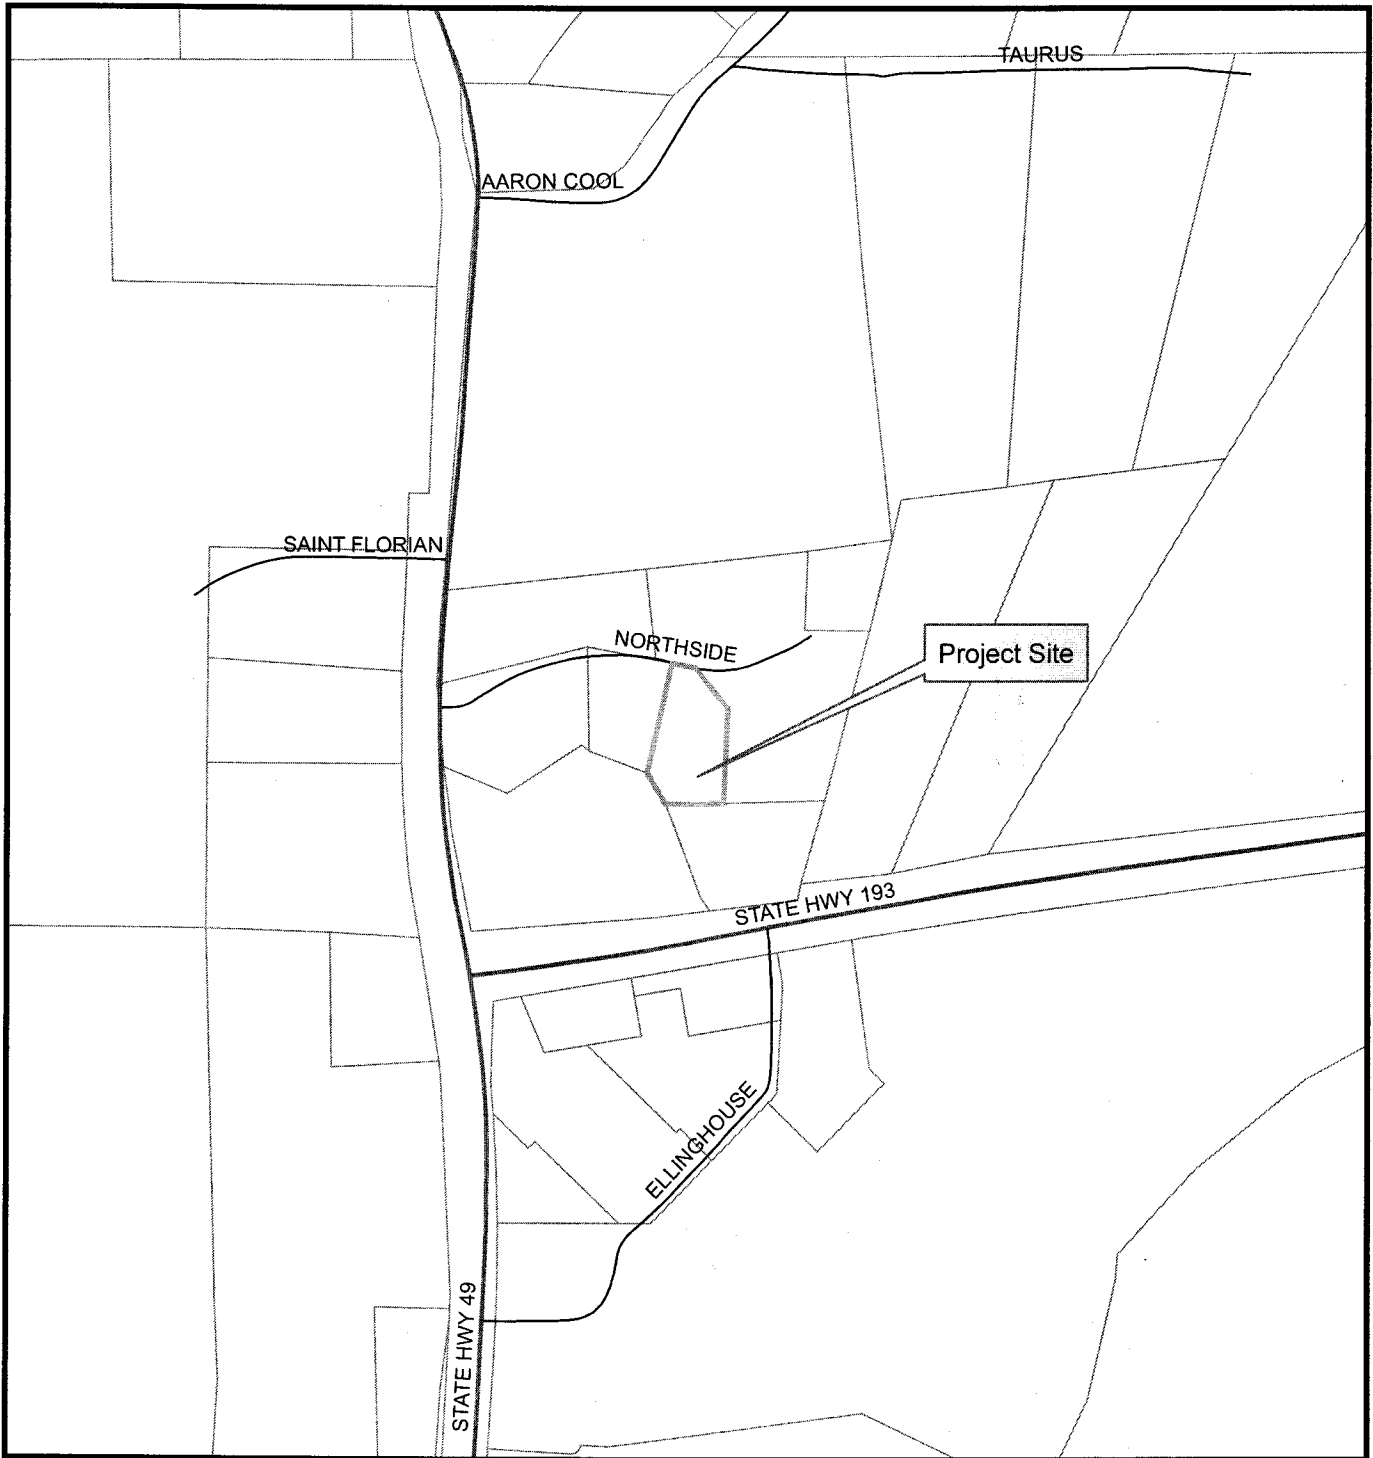 TAURUS
AARON COOL
SAINT FLORIAN
NORTHSIDE
Project Site
STATE HWY 193
ELLINGHOUSE
STATE HWY 49